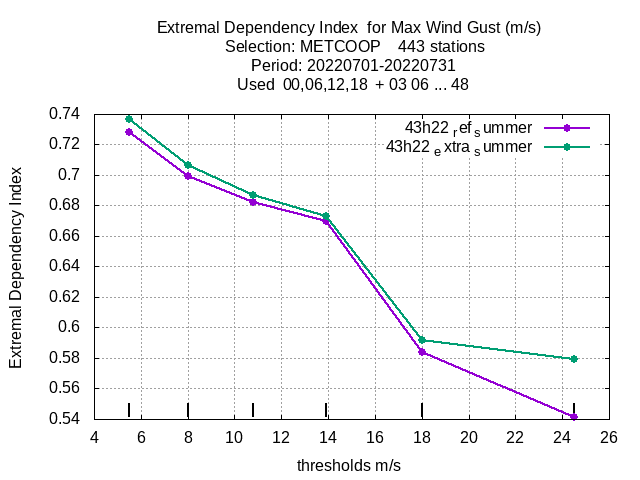 Extremal Dependency Index  for Max Wind Gust (m/s)
Selection: METCOOP    443 stations
Period: 20220701-20220731
Used  00,06,12,18  + 03 06 ... 48
43h22 ref summer
43h22 extra summer
Extremal Dependency Index
0.74
0.72
0.7
0.68
0.66
0.64
0.62
0.6
0.58
0.56
0.54
4 6 8 10 12 14 16 18 20 22 24 26
thresholds m/s